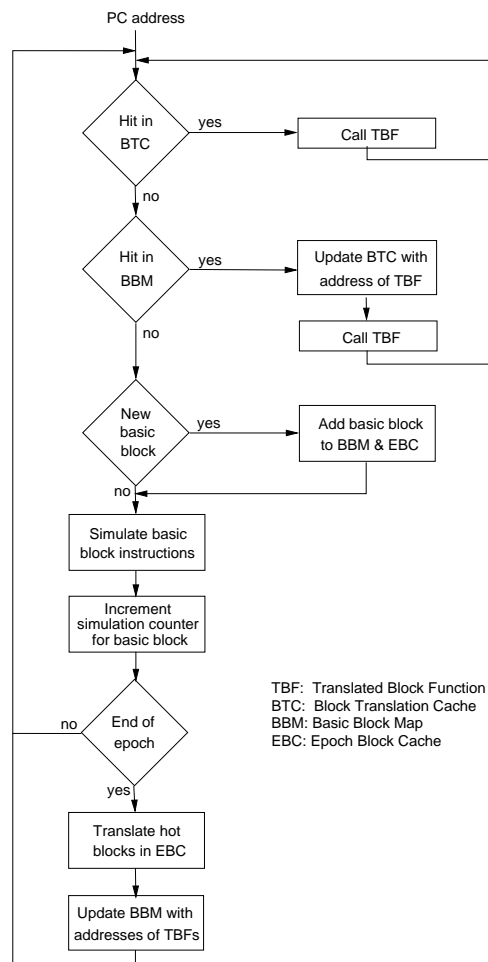 PC address
Hit in
BTC
yes
Call TBF
no
Hit in
BBM
yes
Update BTC with
address of TBF
Call TBF
no
New
basic
block
yes
Add basic block
to BBM & EBC
no
Simulate basic
block instructions
Increment
simulation counter
for basic block
TBF: Translated Block Function
BTC: Block Translation Cache
BBM: Basic Block Map
EBC: Epoch Block Cache
no
End of
epoch
yes
Translate hot
blocks in EBC
Update BBM with
addresses of TBFs